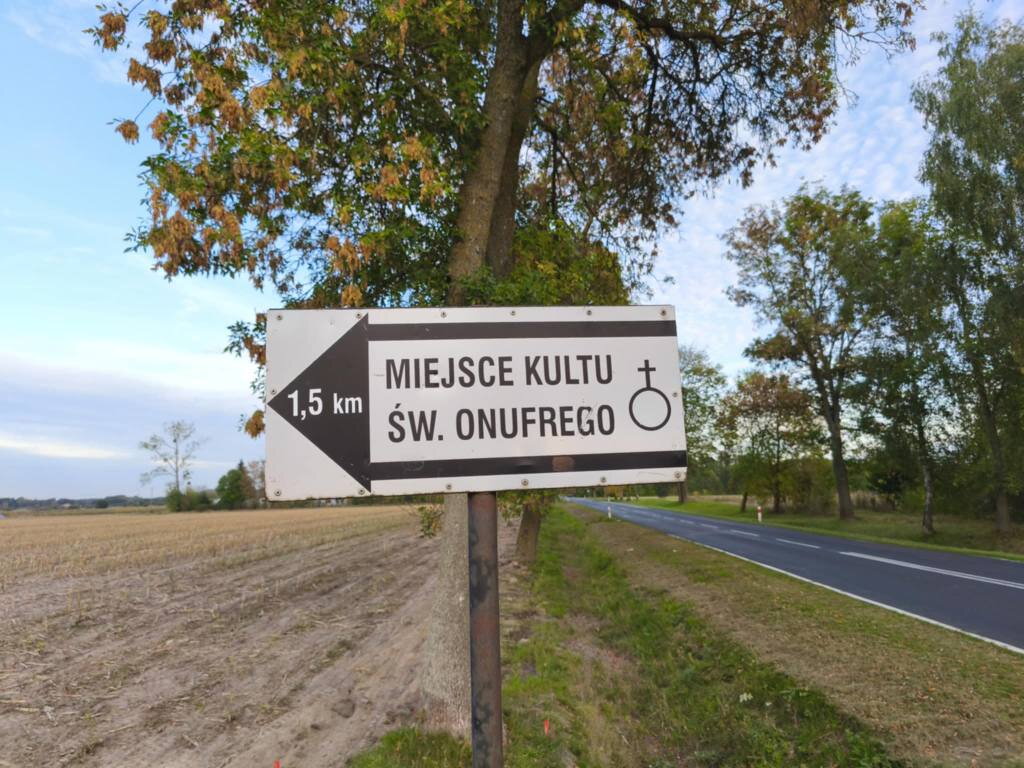 1,5 km
MIEJSCE KULTU
ŚW. ONUFREGO